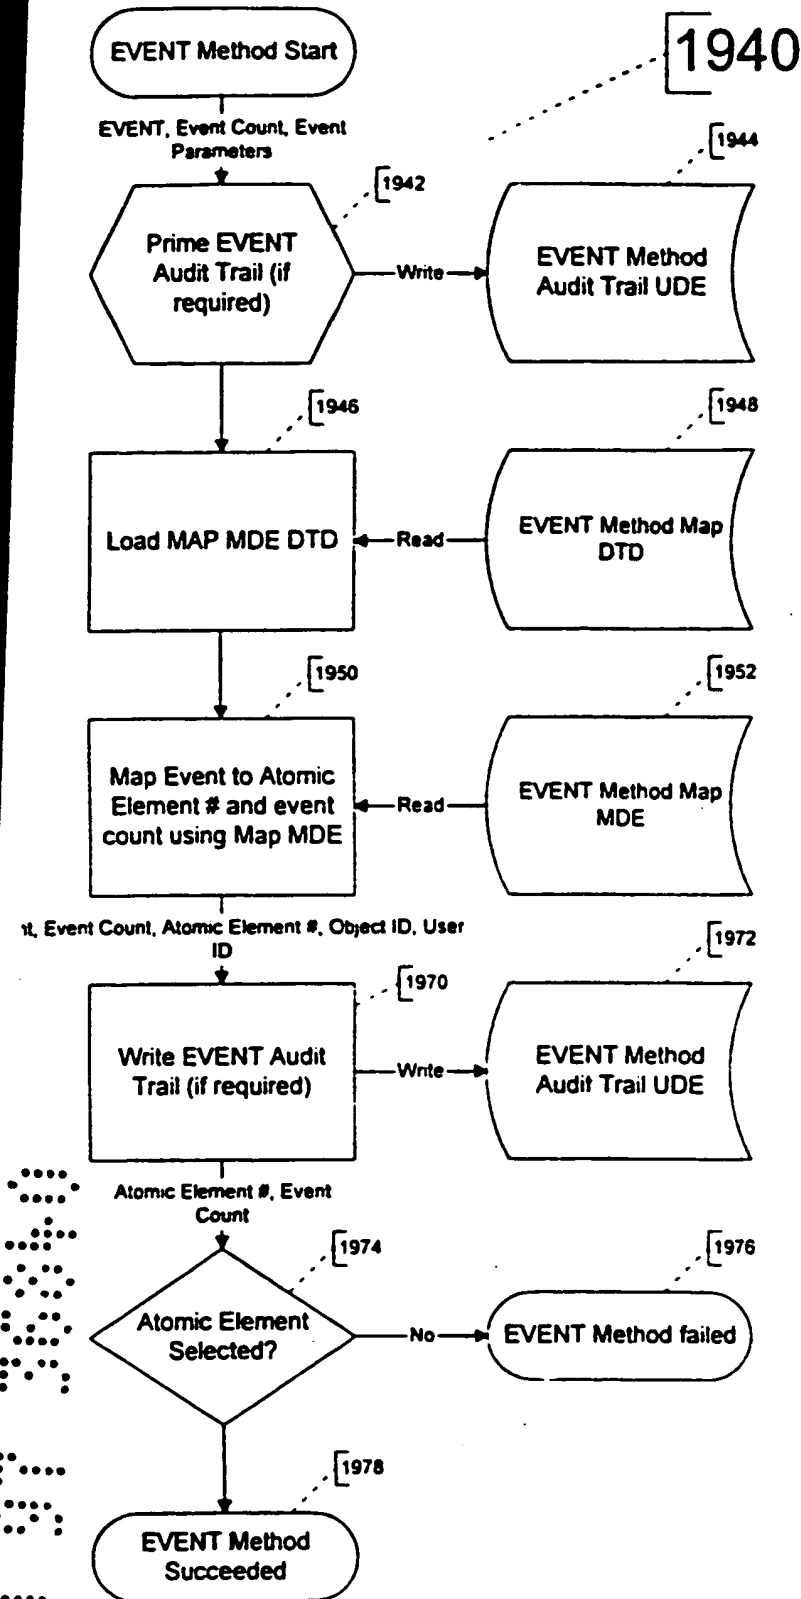 EVENT Method Start
1940
EVENT, Event Count, Event
Parameters
1944
1942
Prime EVENT
Audit Trail (if
required)
Write
EVENT Method
Audit Trail UDE
1946
1948
Load MAP MDE DTD
Read
EVENT Method Map
DTD
1950
1952
Map Event to Atomic
Element # and event
count using Map MDE
Read
EVENT Method Map
MDE
Event Count, Atomic Element #, Object ID, User
ID
1972
1970
Write EVENT Audit
Trail (if required)
Write
EVENT Method
Audit Trail UDE
Atomic Element #, Event
Count
1974
1976
Atomic Element
Selected?
No
EVENT Method failed
1978
EVENT Method
Succeeded